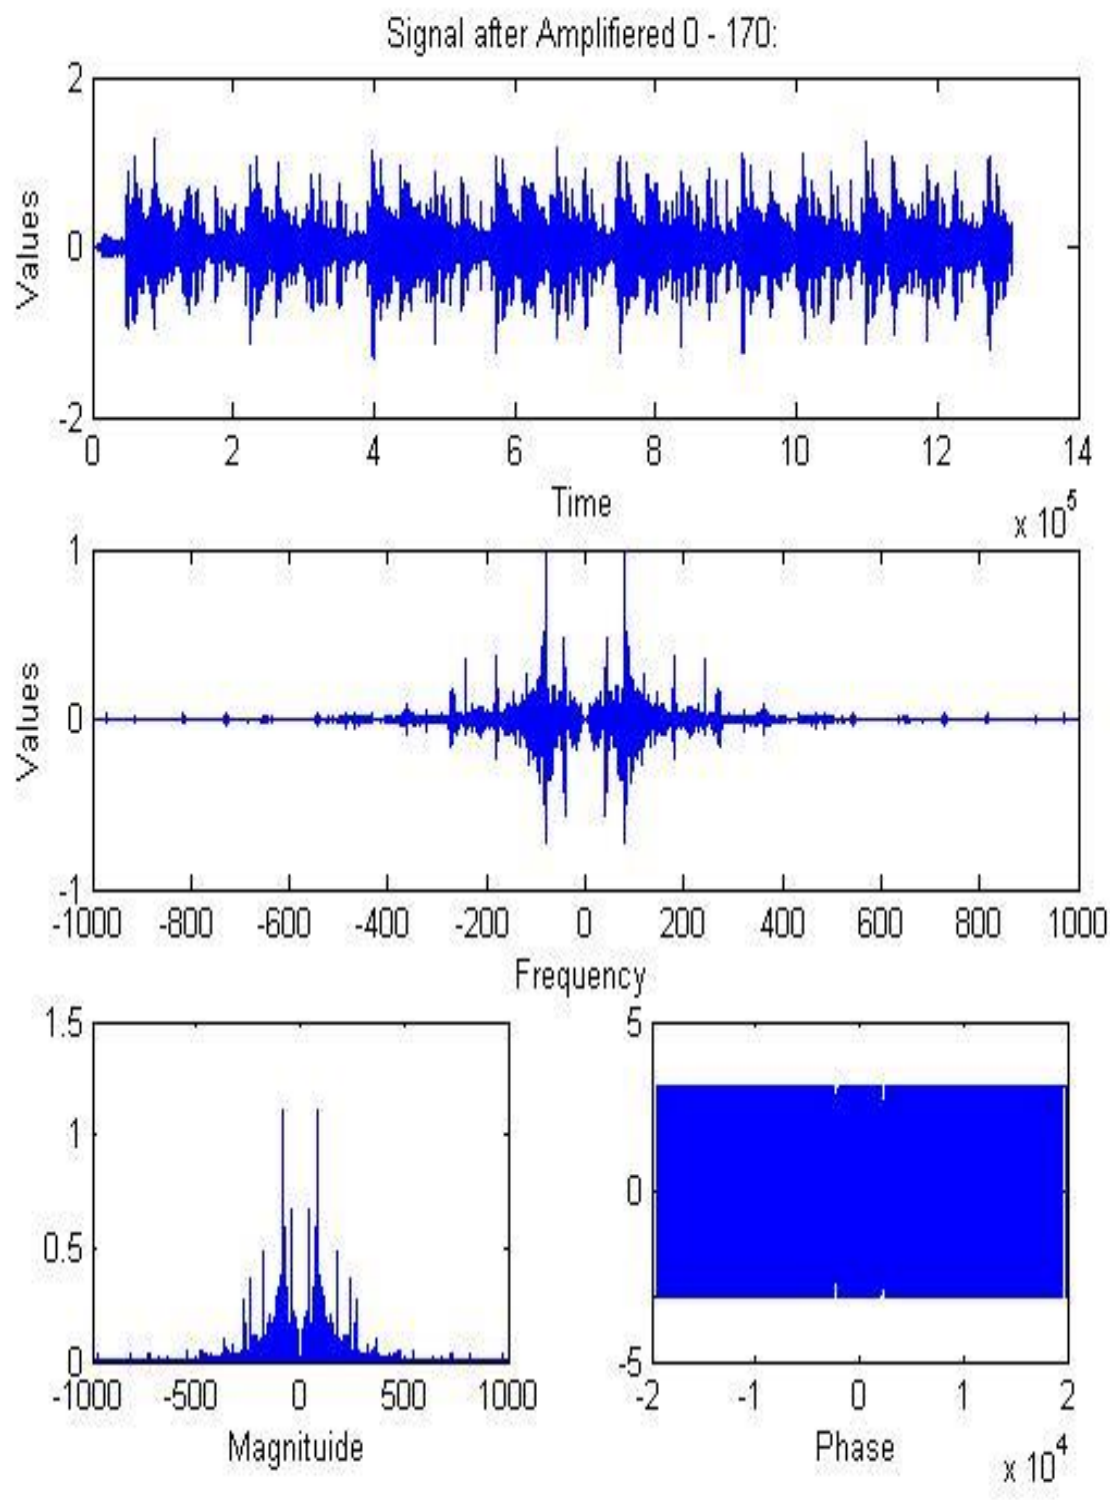 Signal after Amplifiered 0 - 170:
2
0
-2
Values
0 2 4 6 8 10 12 14
Time
x 10^5
1
0
-1
Values
-1000 -800 -600 -400 -200 0 200 400 600 800 1000
Frequency
1.5
1
0.5
0
-1000 -500 0 500 1000
Magnituide
5
0
-5
-2 -1 0 1 2
Phase
x 10^4